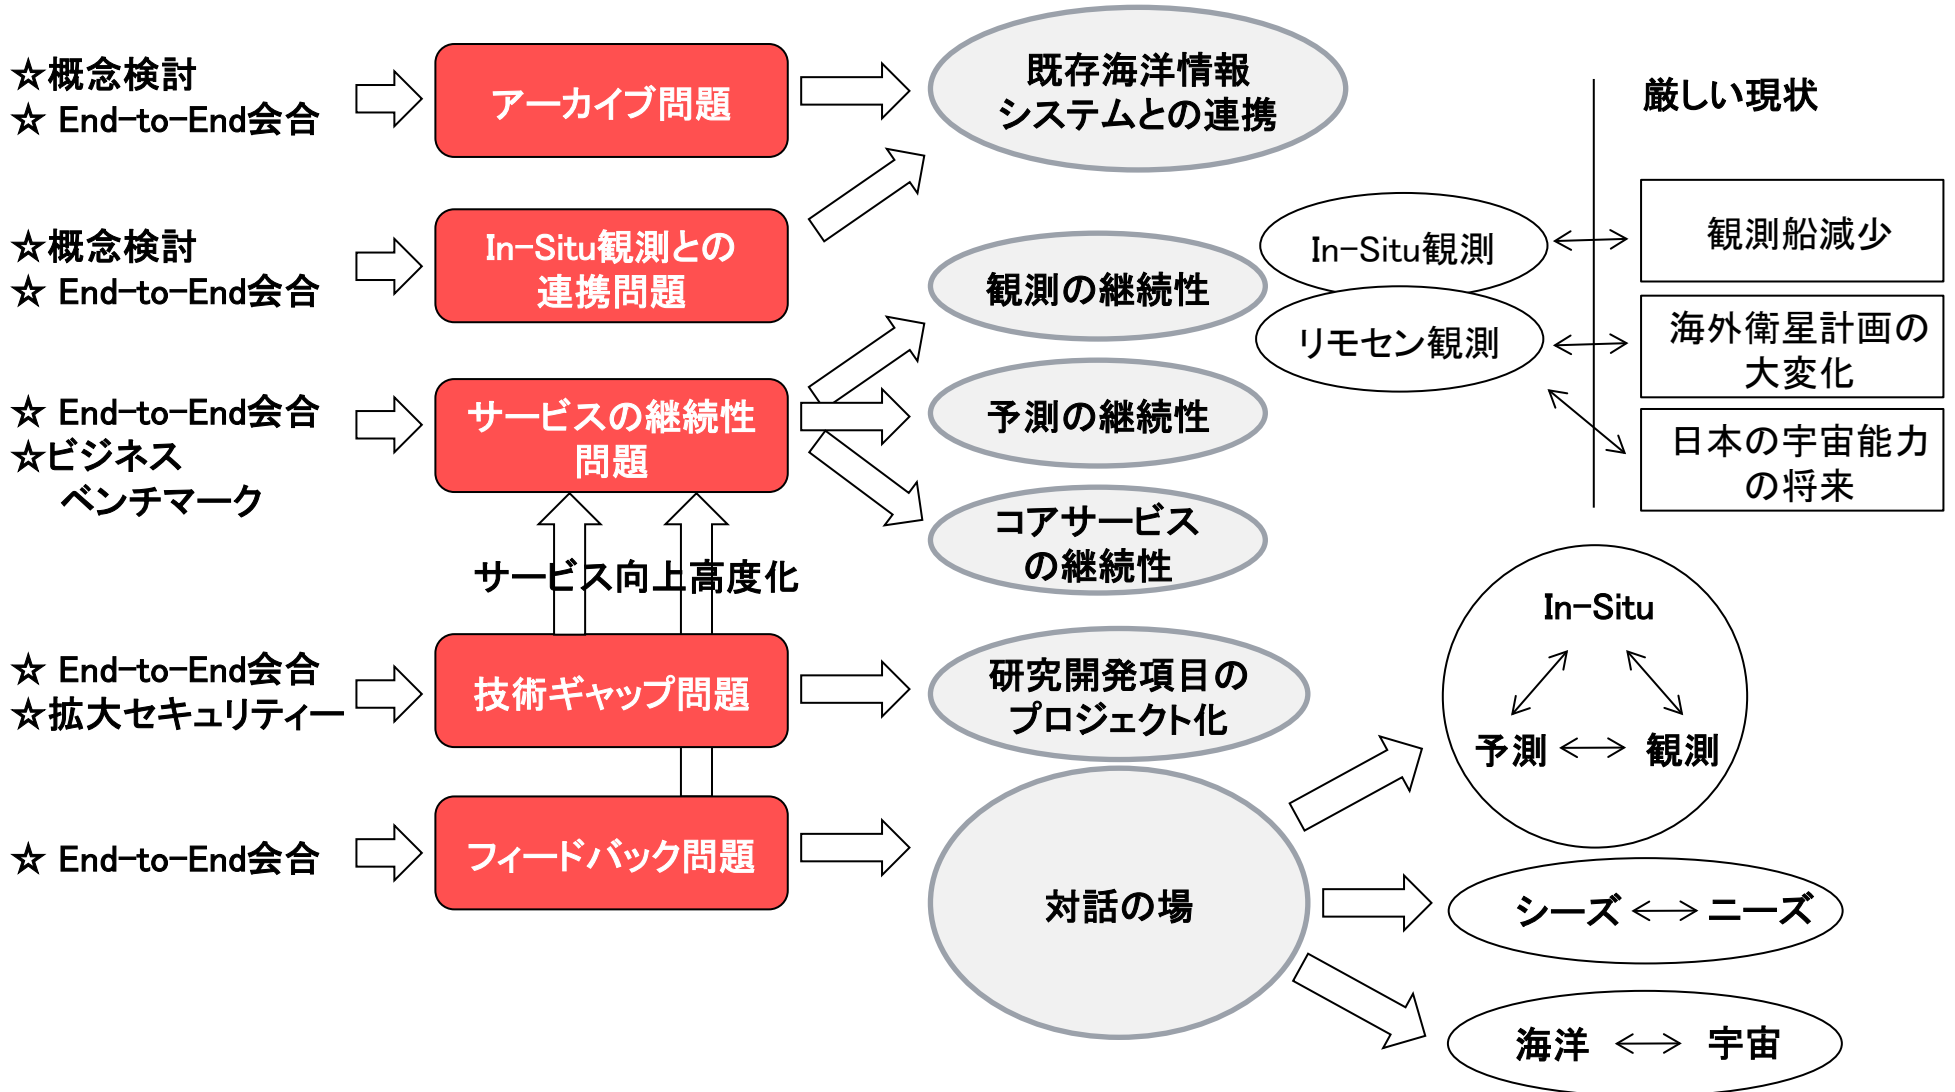 ☆概念検討
☆ End-to-End会合
アーカイブ問題
既存海洋情報
システムとの連携
厳しい現状
☆概念検討
☆ End-to-End会合
In-Situ観測との
連携問題
観測の継続性
In-Situ観測
リモセン観測
観測船減少
海外衛星計画の
大変化
日本の宇宙能力
の将来
☆ End-to-End会合
☆ビジネス
ベンチマーク
サービスの継続性
問題
予測の継続性
コアサービス
の継続性
サービス向上高度化
☆ End-to-End会合
☆拡大セキュリティー
技術ギャップ問題
研究開発項目の
プロジェクト化
In-Situ
予測
観測
☆ End-to-End会合
フィードバック問題
対話の場
シーズ ニーズ
海洋 宇宙